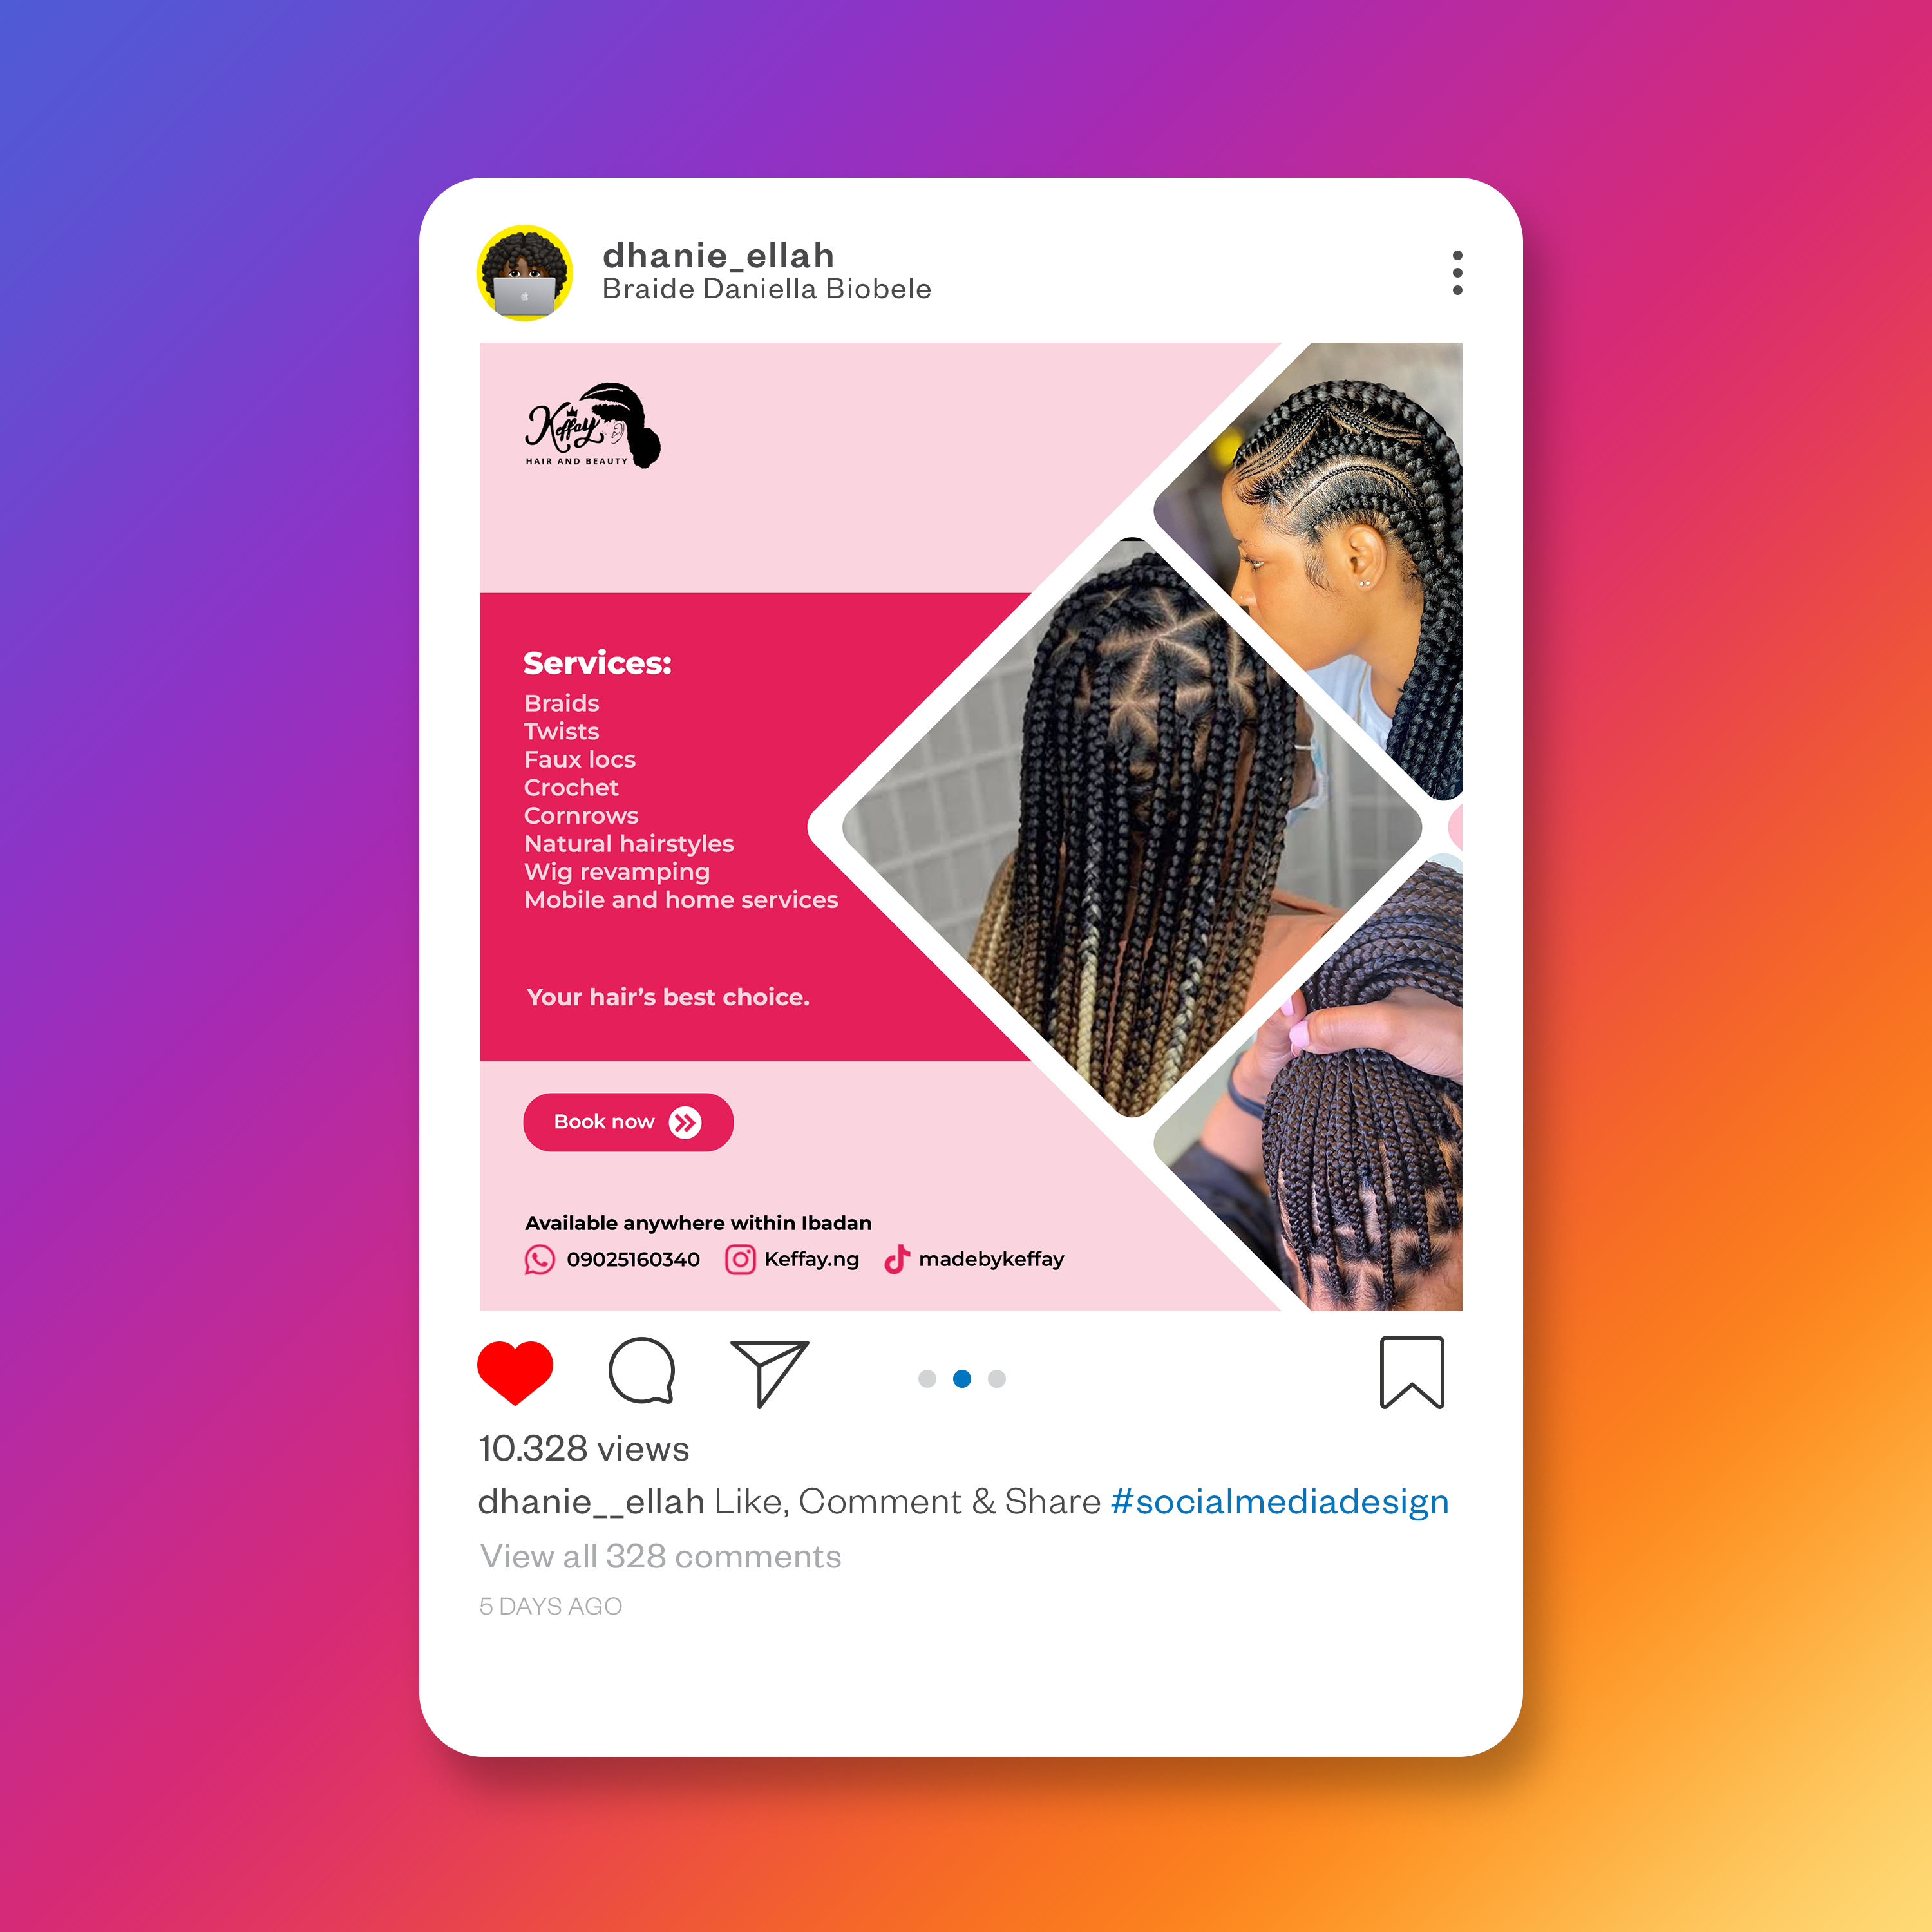 dhanie_ellah
Braide Daniella Biobele
Keffay
HAIR AND BEAUTY
Services:
Braids
Twists
Faux locs
Crochet
Cornrows
Natural hairstyles
Wig revamping
Mobile and home services
Your hair’s best choice.
Book now
Available anywhere within Ibadan
09025160340 Keffay.ng madebykeffay
10.328 views
dhanie__ellah Like, Comment & Share #socialmediadesign
View all 328 comments
5 DAYS AGO